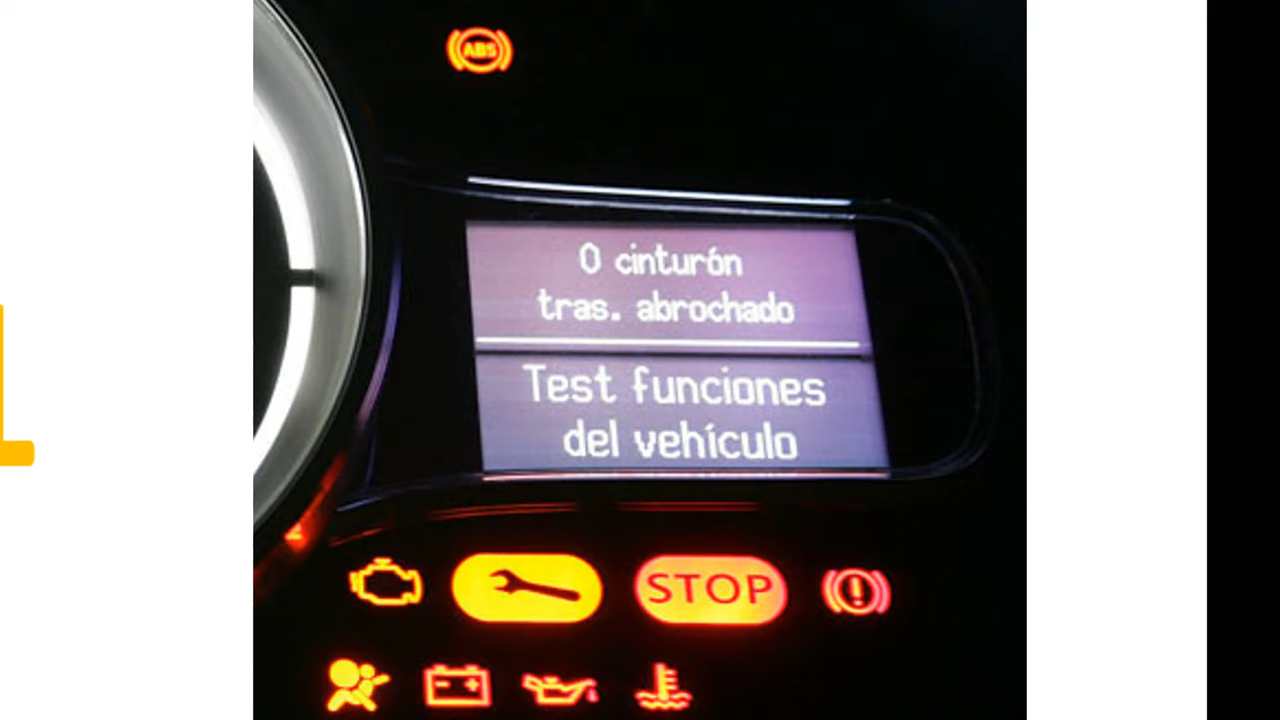 ABS
0 cinturón
tras. abrochado
Test funciones
del vehículo
STOP